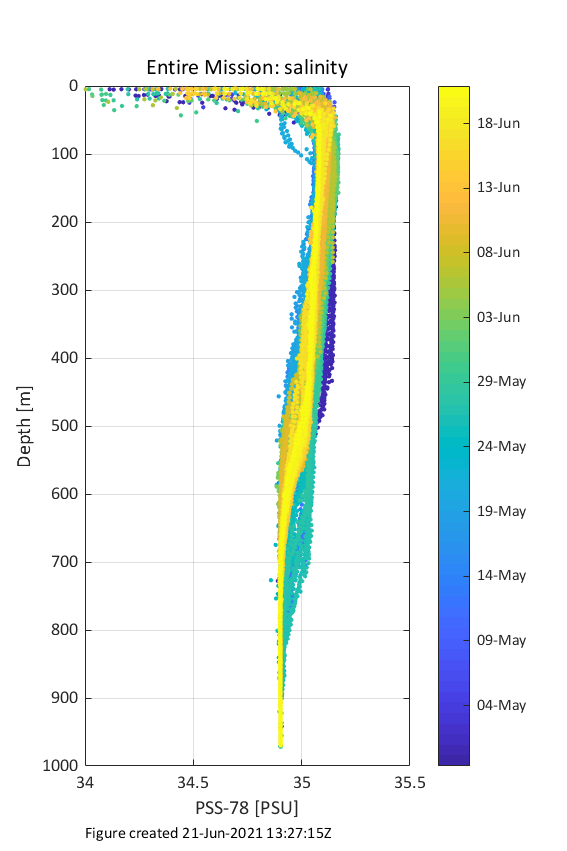 Entire Mission: salinity
0
100
200
300
400
500
600
700
800
900
1000
Depth [m]
34
34.5
35
35.5
PSS-78 [PSU]
18-Jun
13-Jun
08-Jun
03-Jun
29-May
24-May
19-May
14-May
09-May
04-May
Figure created 21-Jun-2021 13:27:15Z